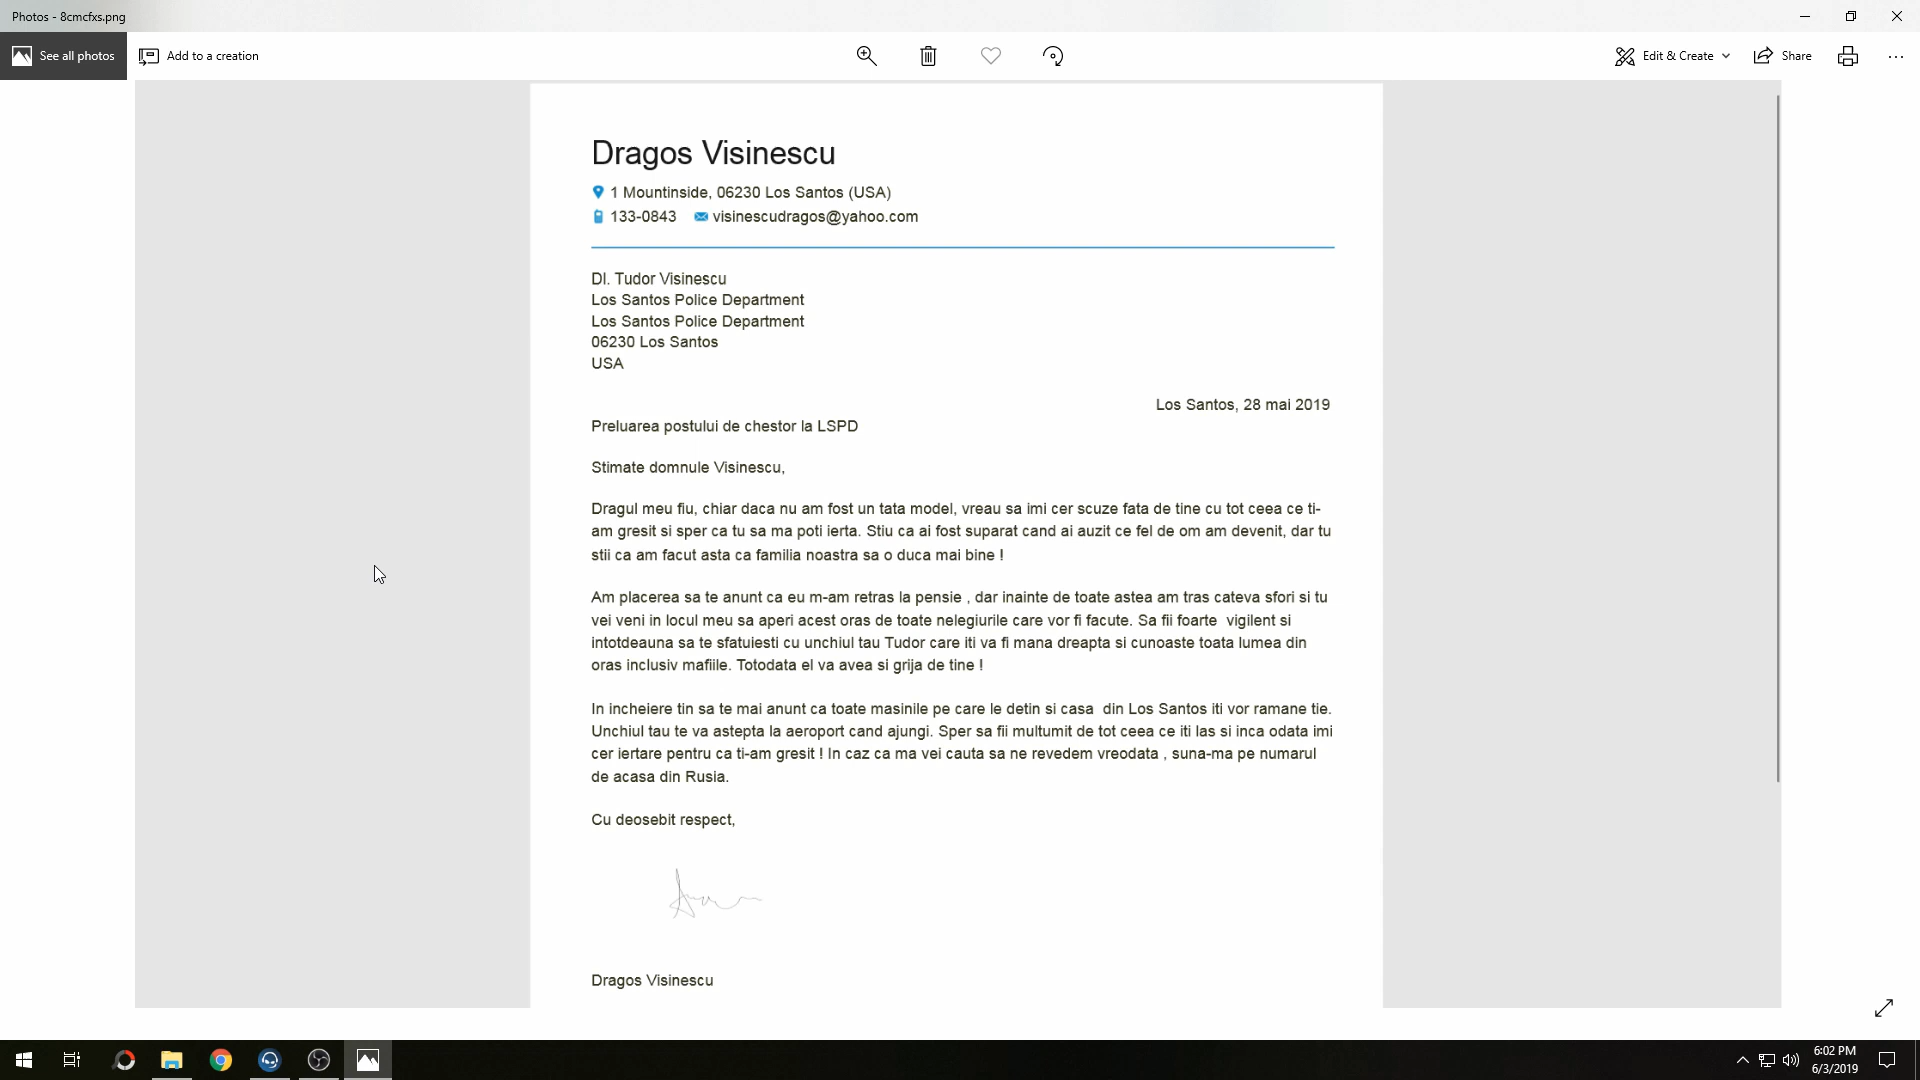 Photos - 8cmcfxs.png
See all photos
Add to a creation
Edit & Create
Share
Dragos Visinescu
1 Mountinside, 06230 Los Santos (USA)
133-0843 visinescudragos@yahoo.com
Dl. Tudor Visinescu
Los Santos Police Department
Los Santos Police Department
06230 Los Santos
USA
Los Santos, 28 mai 2019
Preluarea postului de chestor la LSPD
Stimate domnule Visinescu,
Dragul meu fiu, chiar daca nu am fost un tata model, vreau sa imi cer scuze fata de tine cu tot ceea ce ti-
am gresit si sper ca tu sa ma poti ierta. Stiu ca ai fost suparat cand ai auzit ce fel de om am devenit, dar tu
stii ca am facut asta ca familia noastra sa o duca mai bine !
Am placerea sa te anunt ca eu m-am retras la pensie , dar inainte de toate astea am tras cateva sfori si tu
vei veni in locul meu sa aperi acest oras de toate nelegiurile care vor fi facute. Sa fii foarte  vigilent si
intotdeauna sa te sfatuiesti cu unchiul tau Tudor care iti va fi mana dreapta si cunoaste toata lumea din
oras inclusiv mafiile. Totodata el va avea si grija de tine !
In incheiere tin sa te mai anunt ca toate masinile pe care le detin si casa  din Los Santos iti vor ramane tie.
Unchiul tau te va astepta la aeroport cand ajungi. Sper sa fii multumit de tot ceea ce iti las si inca odata imi
cer iertare pentru ca ti-am gresit ! In caz ca ma vei cauta sa ne revedem vreodata , suna-ma pe numarul
de acasa din Rusia.
Cu deosebit respect,
Dragos Visinescu
6:02 PM
6/3/2019